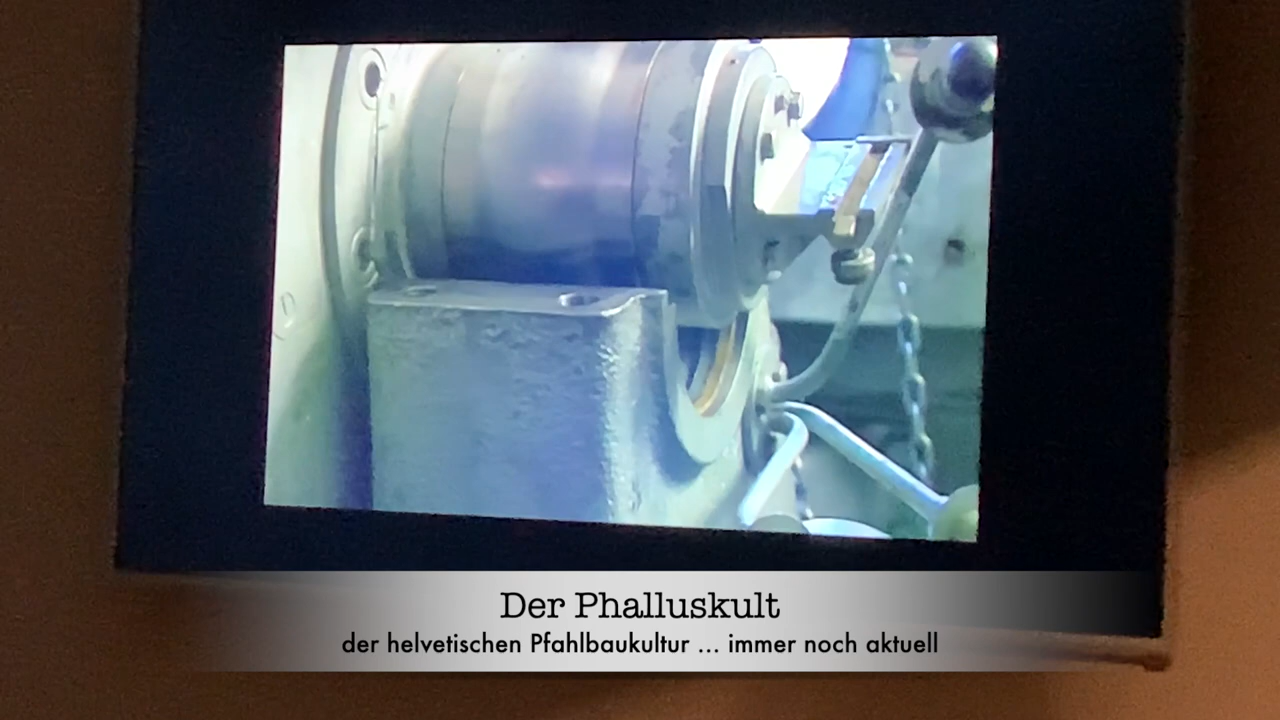 Der Phalluskult
der helvetischen Pfahlbaukultur ... immer noch aktuell